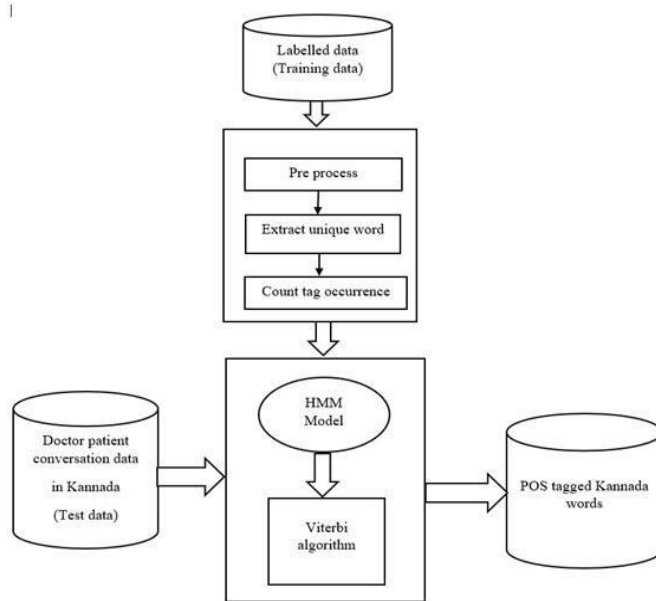 Labelled data
(Training data)
Pre process
Extract unique word
Count tag occurrence
HMM
Model
Viterbi
algorithm
Doctor patient
conversation data
in Kannada
(Test data)
POS tagged Kannada
words